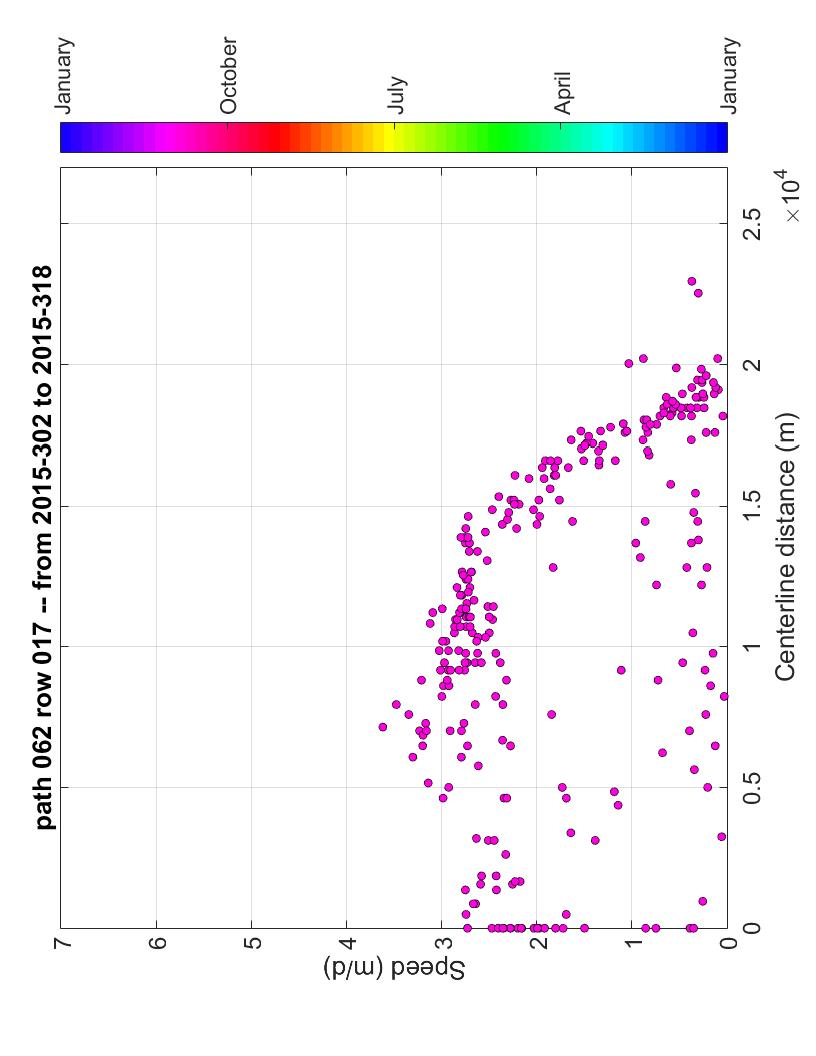 path 062 row 017 -- from 2015-302 to 2015-318
7
6
5
4
3
2
1
0
Speed (m/d)
0
0.5
1
1.5
2
2.5
×10^4
Centerline distance (m)
January
October
July
April
January